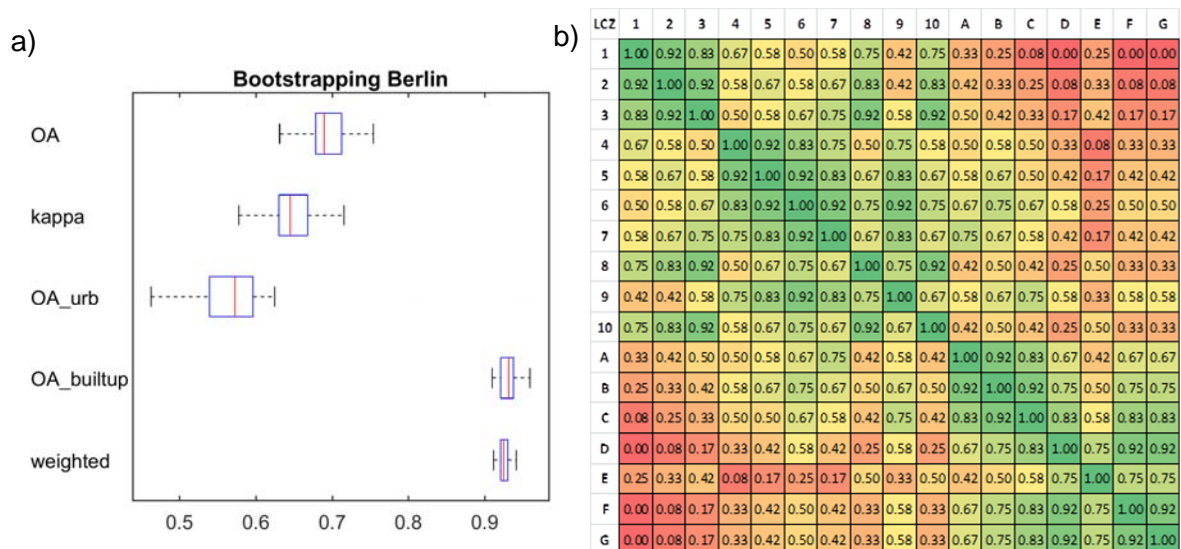 a)
Bootstrapping Berlin
OA
kappa
OA_urb
OA_builtup
weighted
0.5 0.6 0.7 0.8 0.9
b)
LCZ 1 2 3 4 5 6 7 8 9 10 A B C D E F G
1 1.00 0.92 0.83 0.67 0.58 0.50 0.58 0.75 0.42 0.75 0.33 0.25 0.08 0.00 0.25 0.00 0.00
2 0.92 1.00 0.92 0.58 0.67 0.58 0.67 0.83 0.42 0.83 0.42 0.33 0.25 0.08 0.33 0.08 0.08
3 0.83 0.92 1.00 0.50 0.58 0.67 0.75 0.92 0.58 0.92 0.50 0.42 0.33 0.17 0.42 0.17 0.17
4 0.67 0.58 0.50 1.00 0.92 0.83 0.75 0.50 0.75 0.58 0.50 0.58 0.50 0.33 0.08 0.33 0.33
5 0.58 0.67 0.58 0.92 1.00 0.92 0.83 0.67 0.83 0.67 0.58 0.67 0.50 0.42 0.17 0.42 0.42
6 0.50 0.58 0.67 0.83 0.92 1.00 0.92 0.75 0.92 0.75 0.67 0.75 0.67 0.58 0.25 0.50 0.50
7 0.58 0.67 0.75 0.75 0.83 0.92 1.00 0.67 0.83 0.67 0.75 0.67 0.58 0.42 0.17 0.42 0.42
8 0.75 0.83 0.92 0.50 0.67 0.75 0.67 1.00 0.75 0.92 0.42 0.50 0.42 0.25 0.50 0.33 0.33
9 0.42 0.42 0.58 0.75 0.83 0.92 0.83 0.75 1.00 0.67 0.58 0.67 0.75 0.58 0.33 0.58 0.58
10 0.75 0.83 0.92 0.58 0.67 0.75 0.67 0.92 0.67 1.00 0.42 0.50 0.42 0.25 0.50 0.33 0.33
A 0.33 0.42 0.50 0.50 0.58 0.67 0.75 0.42 0.58 0.42 1.00 0.92 0.83 0.67 0.42 0.67 0.67
B 0.25 0.33 0.42 0.58 0.67 0.75 0.67 0.50 0.67 0.50 0.92 1.00 0.92 0.75 0.50 0.75 0.75
C 0.08 0.25 0.33 0.50 0.50 0.67 0.58 0.42 0.75 0.42 0.83 0.92 1.00 0.83 0.58 0.83 0.83
D 0.00 0.08 0.17 0.33 0.42 0.58 0.42 0.25 0.58 0.25 0.67 0.75 0.83 1.00 0.75 0.92 0.92
E 0.25 0.33 0.42 0.08 0.17 0.25 0.17 0.50 0.33 0.50 0.42 0.50 0.58 0.75 1.00 0.75 0.75
F 0.00 0.08 0.17 0.33 0.42 0.50 0.42 0.33 0.58 0.33 0.67 0.75 0.83 0.92 0.75 1.00 0.92
G 0.00 0.08 0.17 0.33 0.42 0.50 0.42 0.33 0.58 0.33 0.67 0.75 0.83 0.92 0.75 0.92 1.00